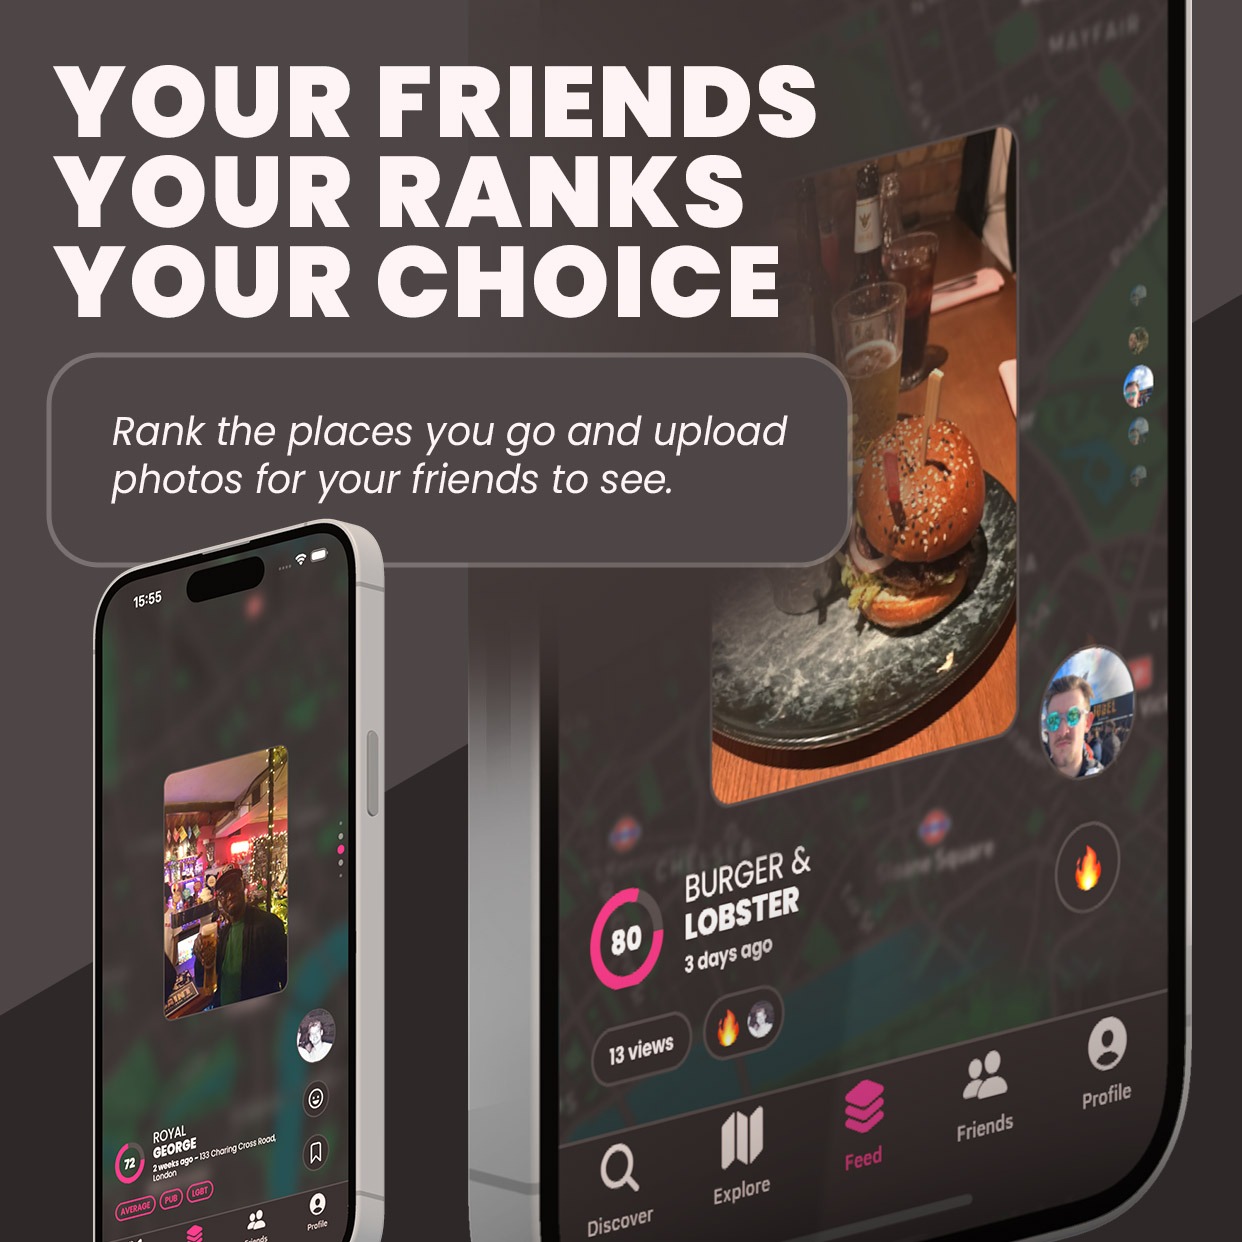 YOUR FRIENDS
YOUR RANKS
YOUR CHOICE
Rank the places you go and upload
photos for your friends to see.
MAYFAIR
15:55
BURGER &
LOBSTER
80
3 days ago
13 views
Discover
Explore
Feed
Friends
Profile
ROYAL
GEORGE
72
2 weeks ago - 133 Charing Cross Road,
London
AVERAGE
PUB
LGBT
Profile